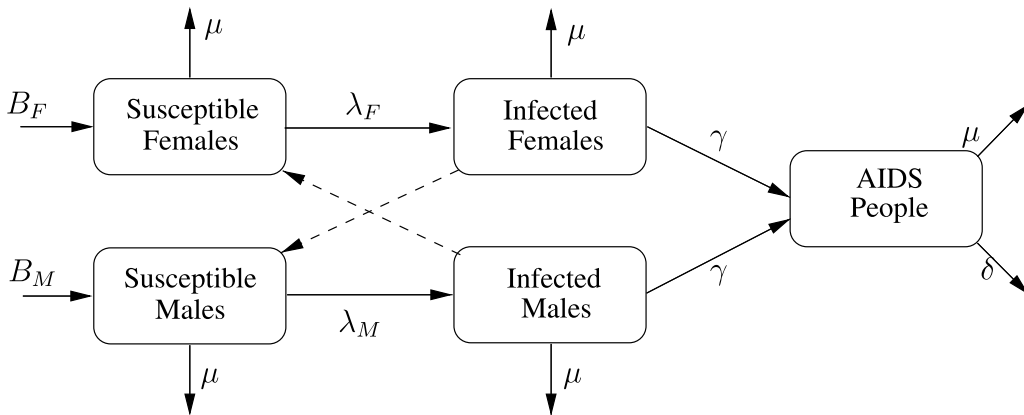 μ
μ
B_F
Susceptible
Females
λ_F
Infected
Females
γ
μ
AIDS
People
B_M
Susceptible
Males
λ_M
Infected
Males
γ
δ
μ
μ